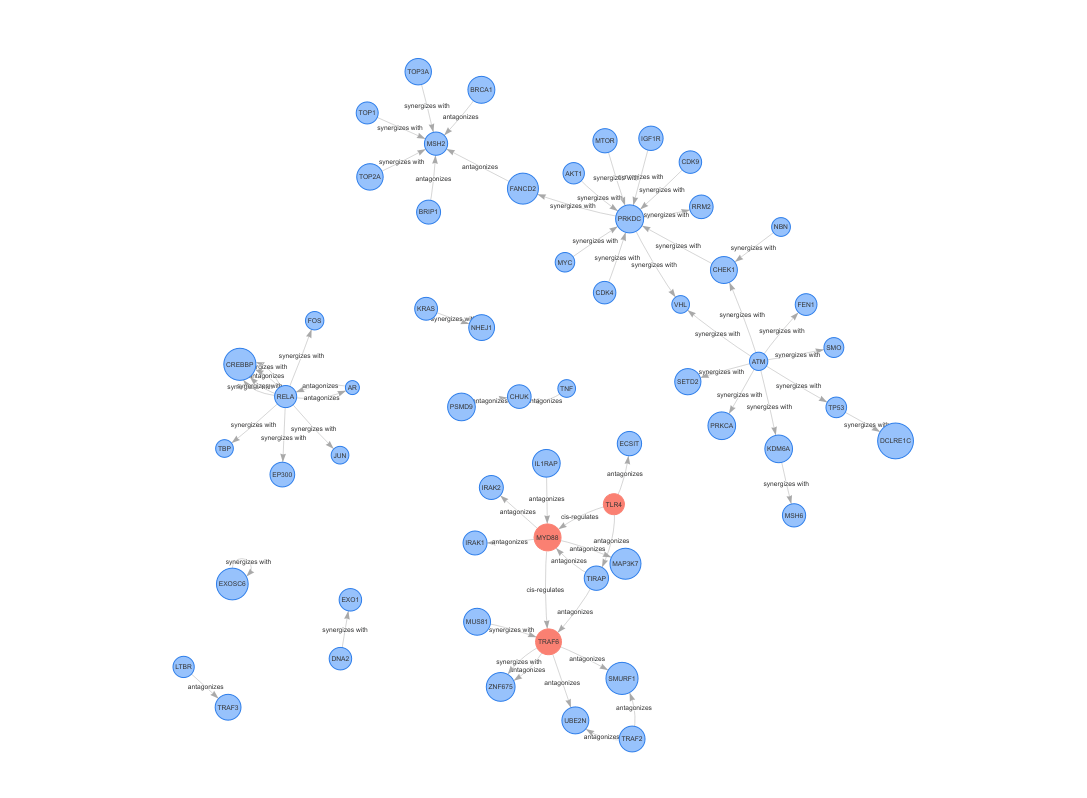 TOP3A
BRCA1
synergizes with
TOP1
antagonizes
synergizes with
MSH2
synergizes with
TOP2A
antagonizes
antagonizes
FANCD2
BRIP1
MTOR
IGF1R
CDK9
AKT1
synergizes with
synergizes with
synergizes with
synergizes with
RRM2
synergizes with
PRKDC
synergizes with
NBN
MYC
synergizes with
synergizes with
synergizes with
synergizes with
synergizes with
CHEK1
CDK4
VHL
FEN1
KRAS
synergizes with
NHEJ1
synergizes with
synergizes with
synergizes with
SMO
synergizes with
ATM
SETD2
synergizes with
synergizes with
TP53
PRKCA
synergizes with
synergizes with
DCLRE1C
KDM6A
synergizes with
MSH6
FOS
synergizes with
CREBBP
synergizes with
antagonizes
synergizes with
antagonizes
AR
RELA
antagonizes
synergizes with
synergizes with
synergizes with
TBP
JUN
EP300
TNF
PSMD9
antagonizes
CHUK
antagonizes
ECSIT
IL1RAP
antagonizes
IRAK2
antagonizes
TLR4
antagonizes
cis-regulates
IRAK1
antagonizes
MYD88
antagonizes
antagonizes
antagonizes
MAP3K7
TIRAP
cis-regulates
antagonizes
MUS81
synergizes with
TRAF6
synergizes with
antagonizes
antagonizes
ZNF675
antagonizes
SMURF1
antagonizes
UBE2N
antagonizes
TRAF2
synergizes with
EXOSC6
EXO1
synergizes with
DNA2
LTBR
antagonizes
TRAF3